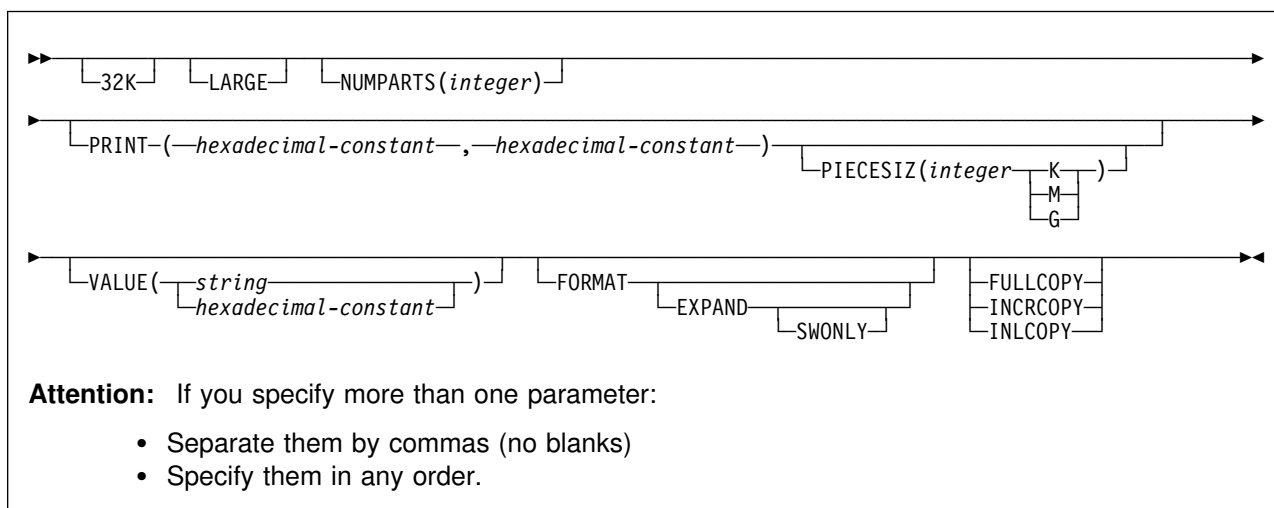 32K LARGE NUMPARTS(integer)
PRINT ( hexadecimal-constant , hexadecimal-constant )
PIECESIZ(integer K )
M
G
VALUE( string )
hexadecimal-constant
FORMAT
EXPAND
SWONLY
FULLCOPY
INCRCOPY
INLCOPY
Attention: If you specify more than one parameter:
• Separate them by commas (no blanks)
• Specify them in any order.